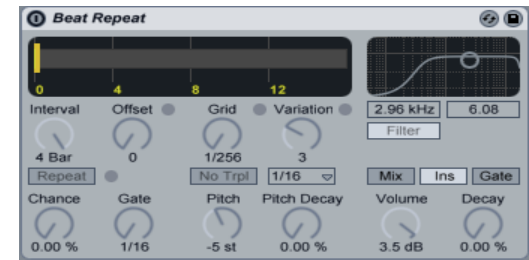 Beat Repeat
0 4 8 12
Interval Offset Grid Variation 2.96 kHz 6.08
Filter
4 Bar 0 1/256 3
Repeat No Trpl 1/16 Mix Ins Gate
Chance Gate Pitch Pitch Decay Volume Decay
0.00 % 1/16 -5 st 0.00 % 3.5 dB 0.00 %